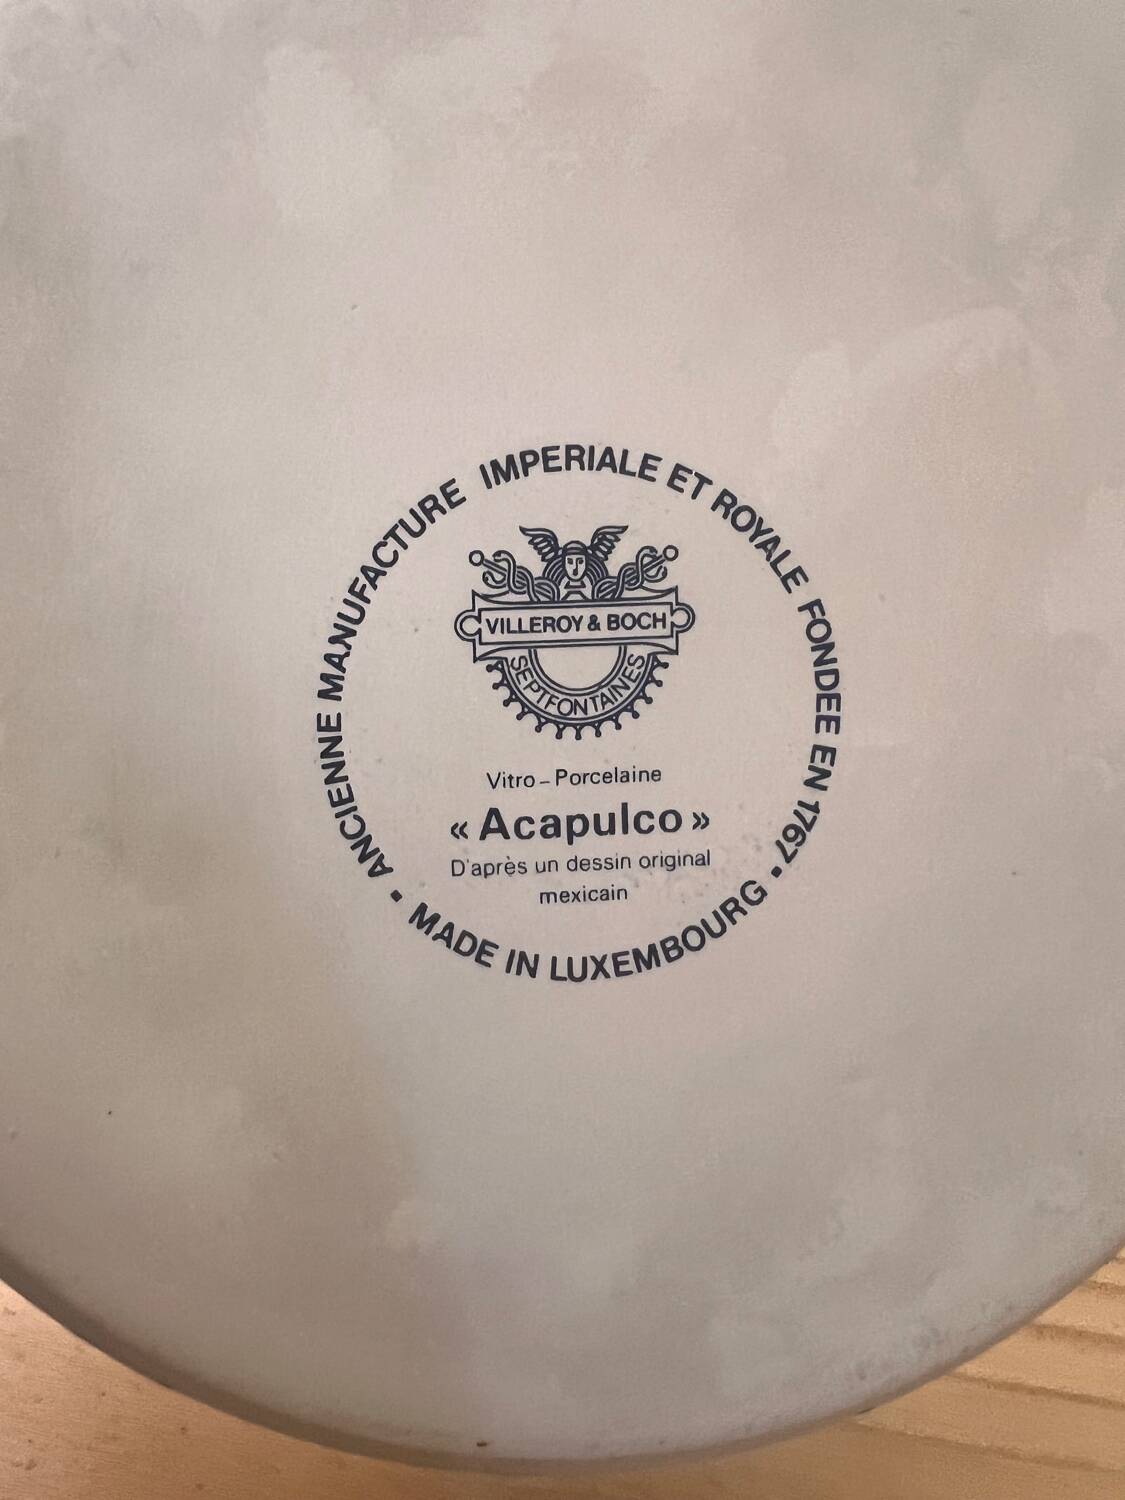 ANCIENNE MANUFACTURE IMPERIALE ET ROYALE FONDEE EN 1767
VILLEROY & BOCH
SEPTFONTAINES
Vitro-Porcelaine
« Acapulco »
D'après un dessin original
mexicain
• MADE IN LUXEMBOURG •